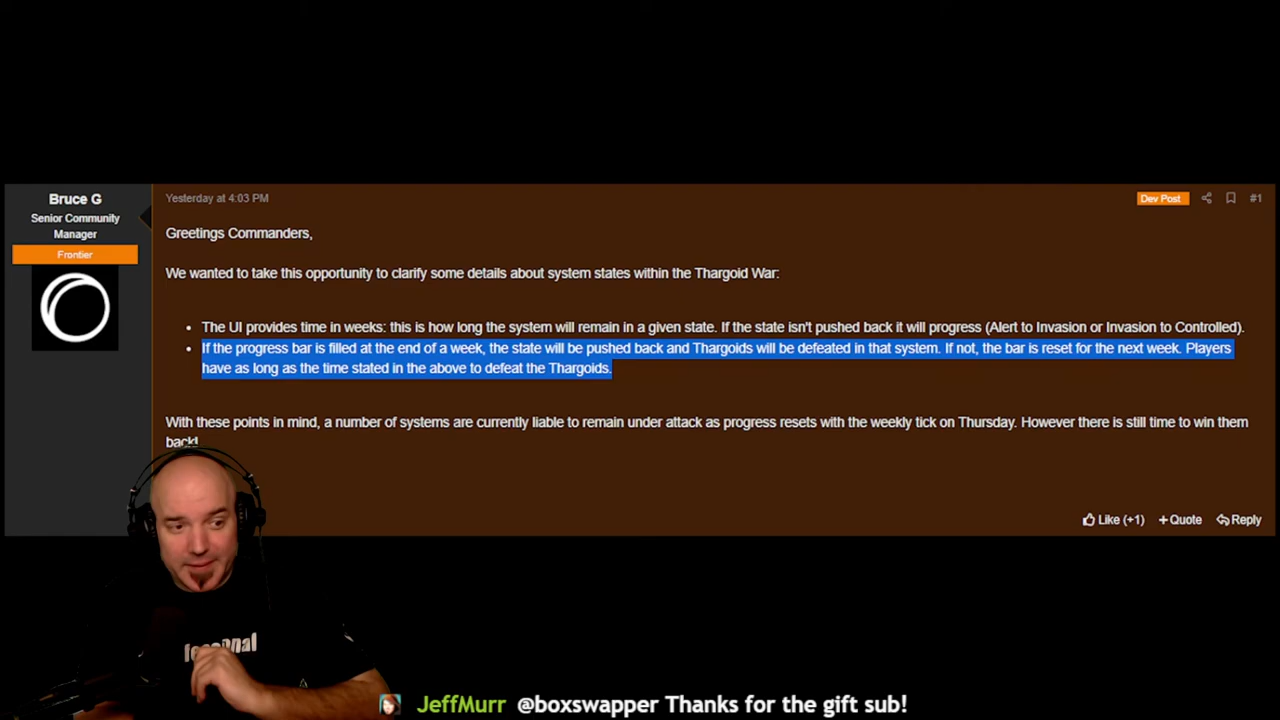 Bruce G
Senior Community
Manager
Frontier
Yesterday at 4:03 PM
Dev Post
#1
Greetings Commanders,
We wanted to take this opportunity to clarify some details about system states within the Thargoid War:
• The UI provides time in weeks: this is how long the system will remain in a given state. If the state isn't pushed back it will progress (Alert to Invasion or Invasion to Controlled).
• If the progress bar is filled at the end of a week, the state will be pushed back and Thargoids will be defeated in that system. If not, the bar is reset for the next week. Players
have as long as the time stated in the above to defeat the Thargoids.
With these points in mind, a number of systems are currently liable to remain under attack as progress resets with the weekly tick on Thursday. However there is still time to win them
back!
Like (+1)
+ Quote
Reply
JeffMurr @boxswapper Thanks for the gift sub!